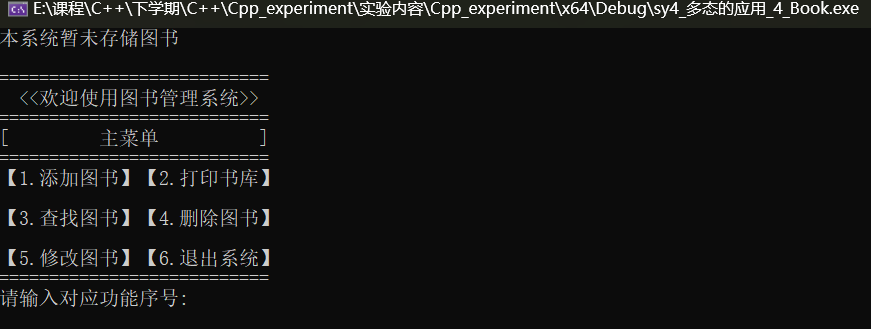 E:\课程\C++\下学期\C++\Cpp_experiment\实验内容\Cpp_experiment\x64\Debug\sy4_多态的应用_4_Book.exe
本系统暂未存储图书
===========================
<<欢迎使用图书管理系统>>
===========================
[ 主菜单 ]
===========================
【1.添加图书】【2.打印书库】
【3.查找图书】【4.删除图书】
【5.修改图书】【6.退出系统】
===========================
请输入对应功能序号: